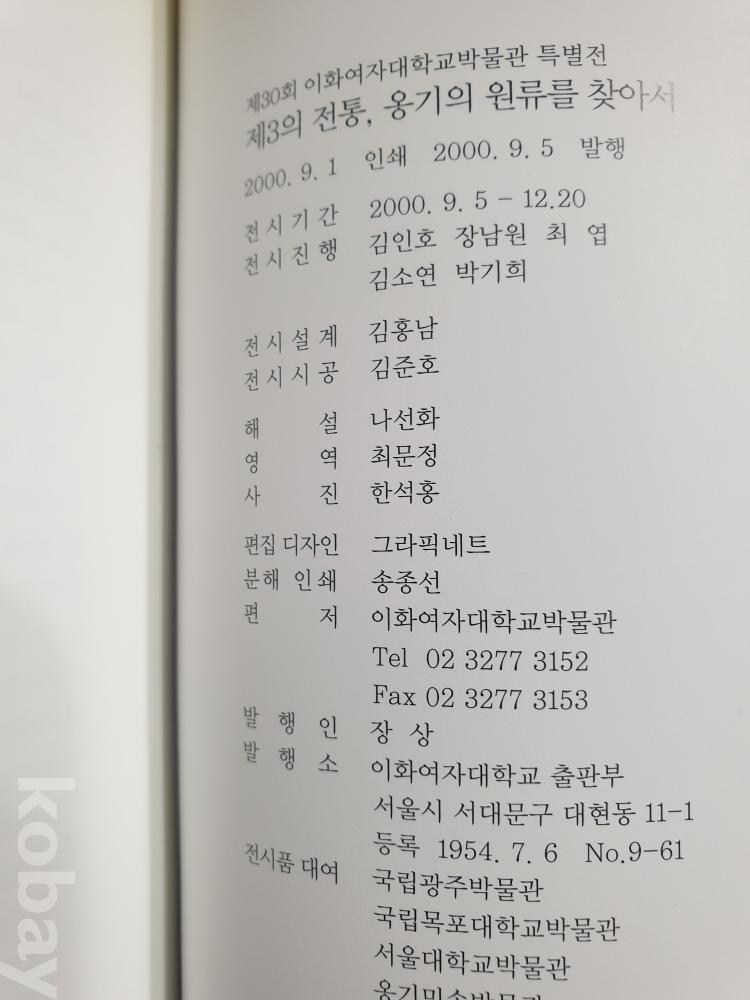 제30회 이화여자대학교박물관 특별전
제3의 전통, 옹기의 원류를 찾아서
2000. 9. 1 인쇄 2000. 9. 5 발행
전시기간 2000. 9. 5 - 12.20
전시진행 김인호 장남원 최 엽
김소연 박기희
전시설계 김홍남
전시시공 김준호
해 설 나선화
영 역 최문정
사 진 한석홍
편집 디자인 그라픽네트
분해 인쇄 송종선
편 저 이화여자대학교박물관
Tel 02 3277 3152
Fax 02 3277 3153
발 행 인 장 상
발 행 소 이화여자대학교 출판부
서울시 서대문구 대현동 11-1
등록 1954. 7. 6 No.9-61
전시품 대여 국립광주박물관
국립목포대학교박물관
서울대학교박물관
옹기민속박물관
kobay